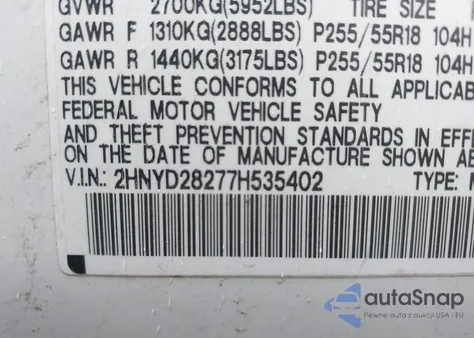 GVWR 2700KG(5952LBS) TIRE SIZE
GAWR F 1310KG(2888LBS) P255/55R18 104H
GAWR R 1440KG(3175LBS) P255/55R18 104H
THIS VEHICLE CONFORMS TO ALL APPLICAB
FEDERAL MOTOR VEHICLE SAFETY
AND THEFT PREVENTION STANDARDS IN EFFE
ON THE DATE OF MANUFACTURE SHOWN AB
V.I.N.: 2HNYD28277H535402 TYPE: M
autoSnap
Pewne auta z aukcji USA i EU